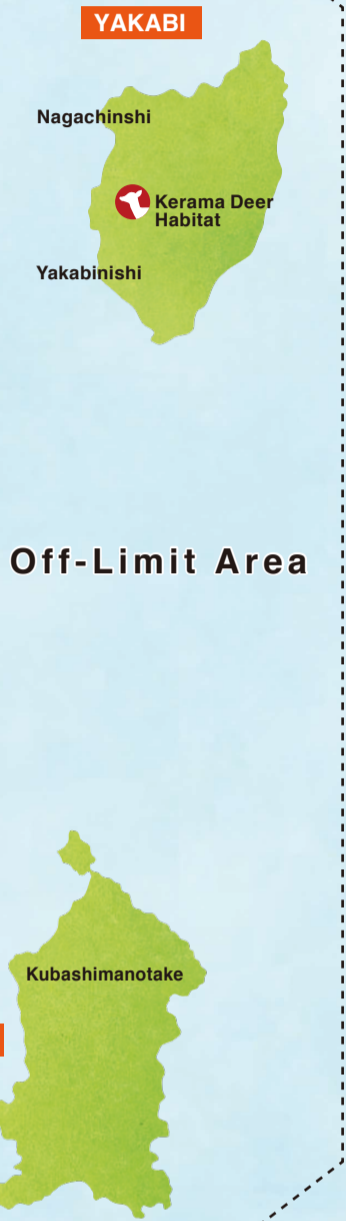 YAKABI
Nagachinshi
Kerama Deer
Habitat
Yakabinishi
Off-Limit Area
Kubashimanotake